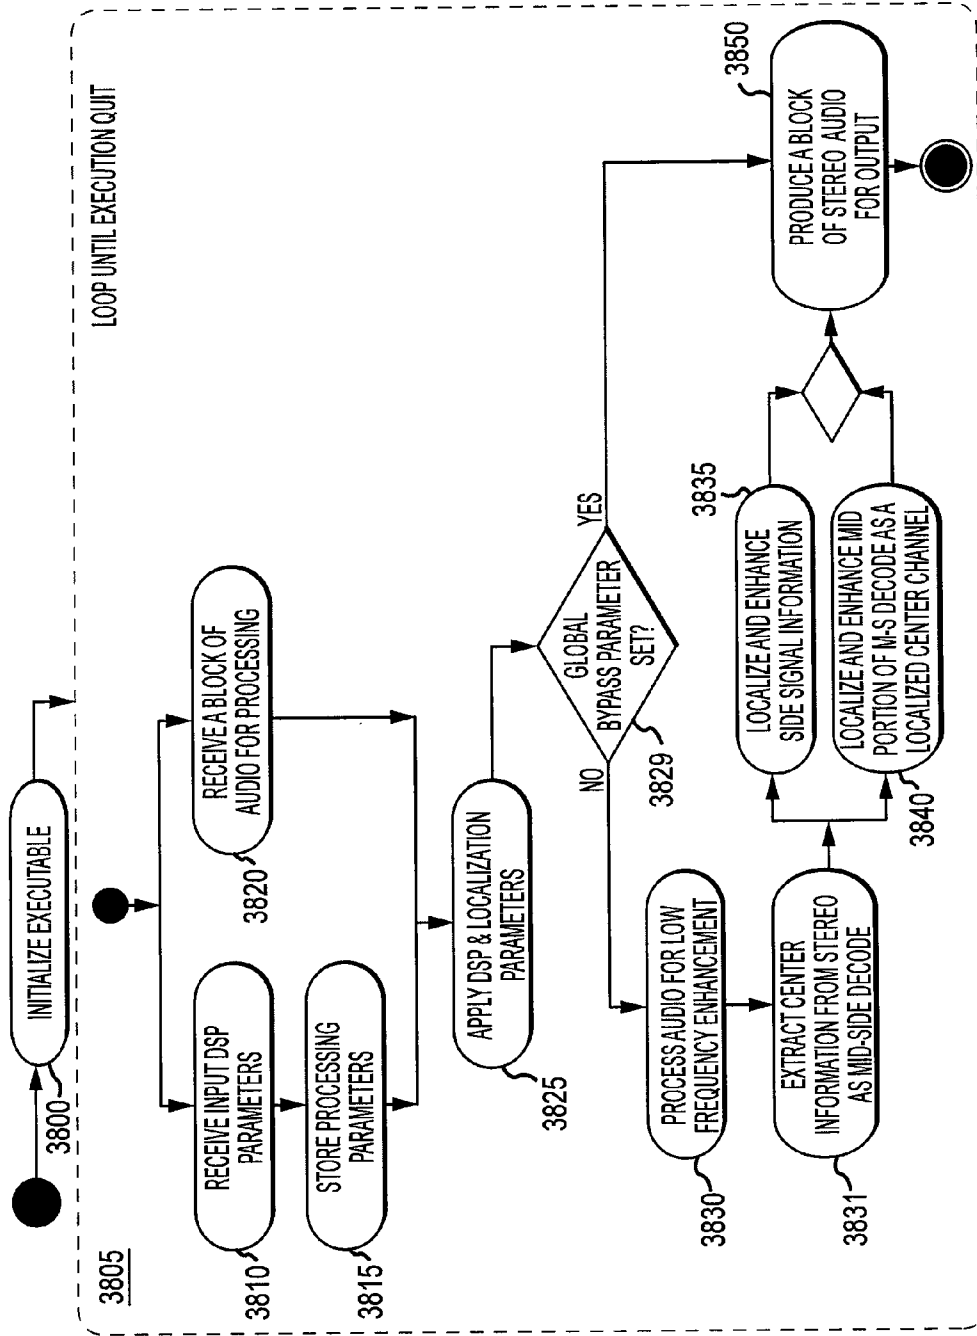 3800
INITIALIZE EXECUTABLE
3805
LOOP UNTIL EXECUTION QUIT
3810
RECEIVE INPUT DSP
PARAMETERS
3815
STORE PROCESSING
PARAMETERS
3820
RECEIVE A BLOCK OF
AUDIO FOR PROCESSING
3825
APPLY DSP & LOCALIZATION
PARAMETERS
3829
GLOBAL
BYPASS PARAMETER
SET?
NO
YES
3830
PROCESS AUDIO FOR LOW
FREQUENCY ENHANCEMENT
3831
EXTRACT CENTER
INFORMATION FROM STEREO
AS MID-SIDE DECODE
3835
LOCALIZE AND ENHANCE
SIDE SIGNAL INFORMATION
3840
LOCALIZE AND ENHANCE MID
PORTION OF M-S DECODE AS A
LOCALIZED CENTER CHANNEL
3850
PRODUCE A BLOCK
OF STEREO AUDIO
FOR OUTPUT